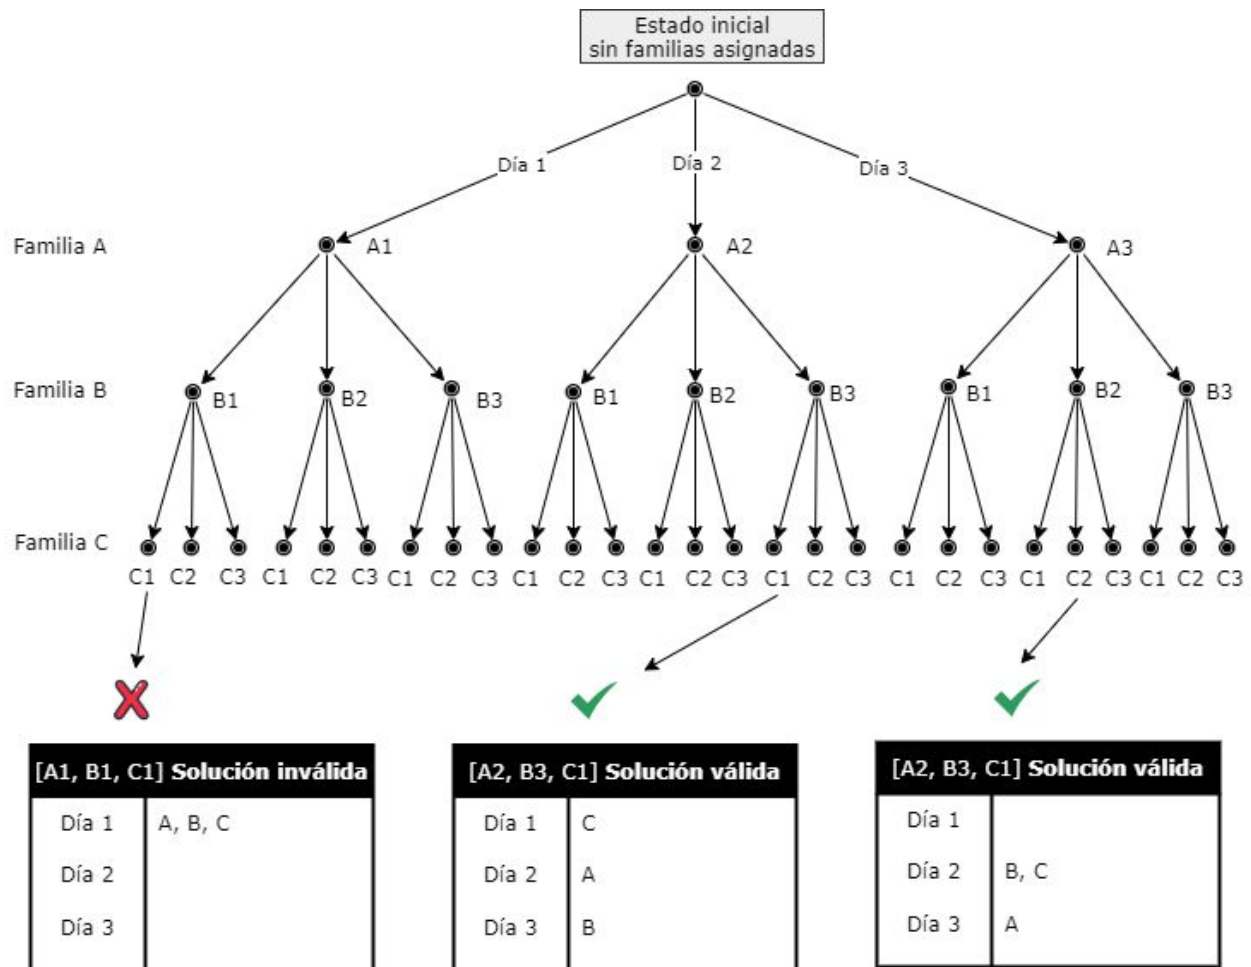 Estado inicial
sin familias asignadas
Día 1
Día 2
Día 3
Familia A
A1
A2
A3
Familia B
B1
B2
B3
B1
B2
B3
B1
B2
B3
Familia C
C1 C2 C3 C1 C2 C3 C1 C2 C3 C1 C2 C3 C1 C2 C3 C1 C2 C3 C1 C2 C3 C1 C2 C3 C1 C2 C3
[A1, B1, C1] Solución inválida
Día 1 A, B, C
Día 2
Día 3
[A2, B3, C1] Solución válida
Día 1 C
Día 2 A
Día 3 B
[A2, B3, C1] Solución válida
Día 1
Día 2 B, C
Día 3 A